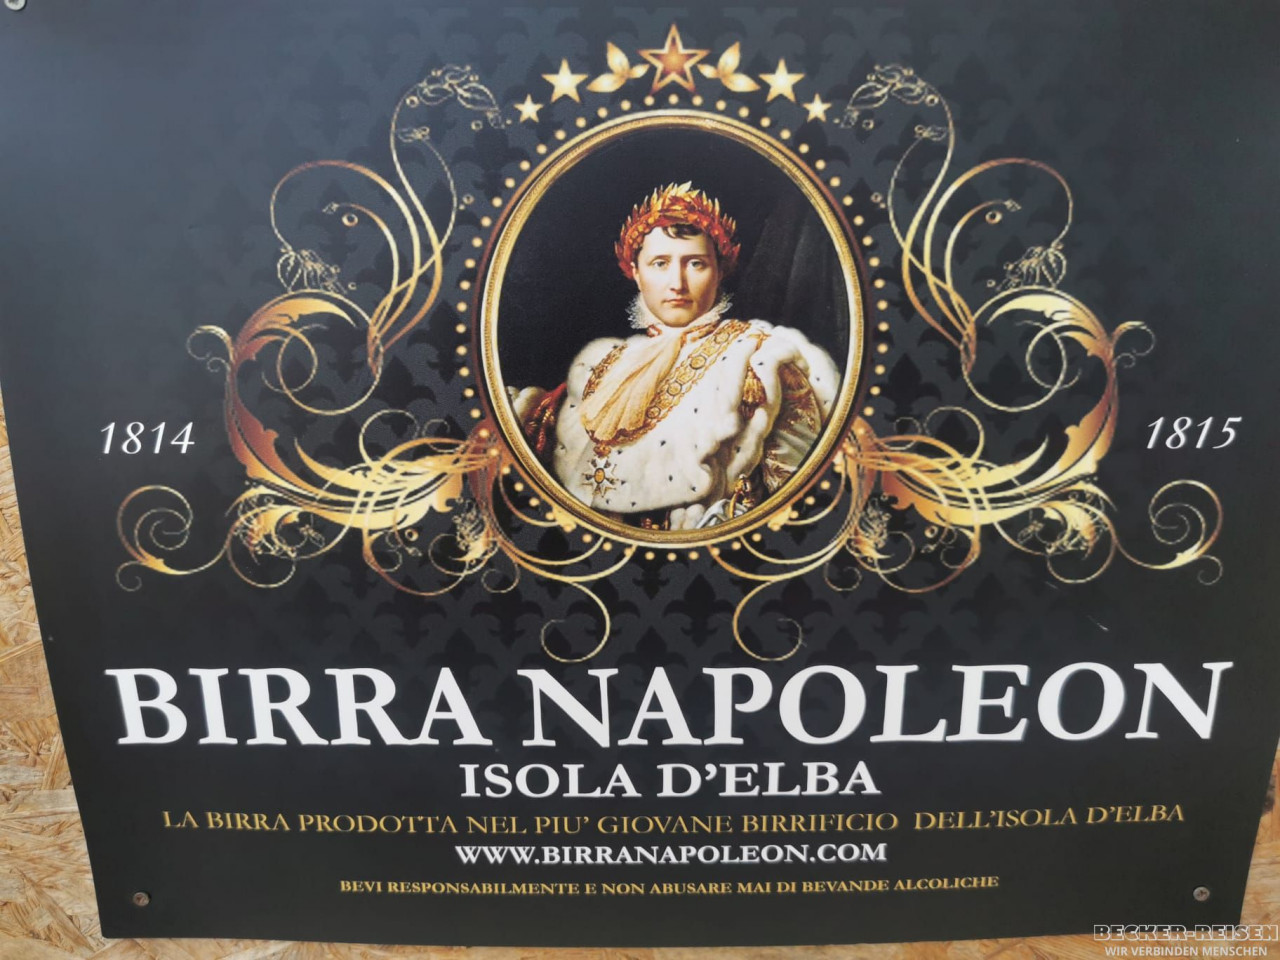 1814
1815
BIRRA NAPOLEON
ISOLA D'ELBA
LA BIRRA PRODOTTA NEL PIU' GIOVANE BIRRIFICIO DELL'ISOLA D'ELBA
WWW.BIRRANAPOLEON.COM
BEVI RESPONSABILMENTE E NON ABUSARE MAI DI BEVANDE ALCOLICHE
BECKER-REISEN
WIR VERBINDEN MENSCHEN